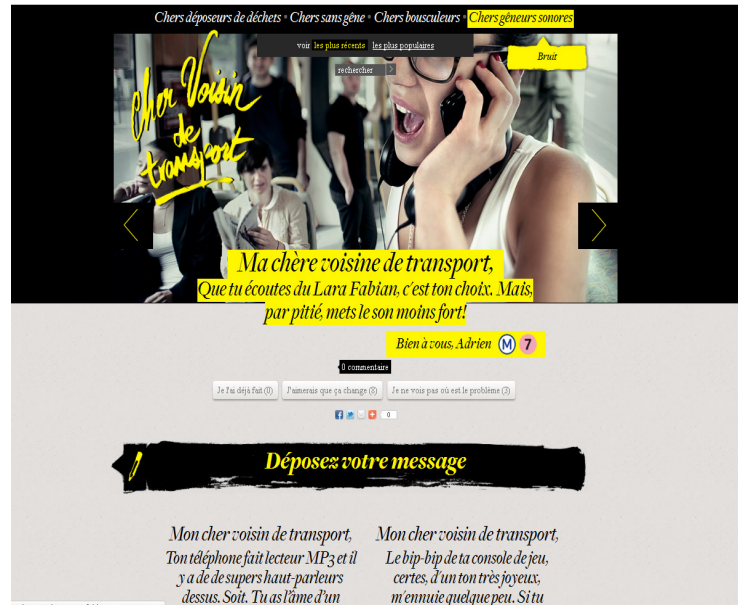 Chers déposeurs de déchets • Chers sans gêne • Chers bousculeurs • Chers gêneurs sonores
voir les plus récents les plus populaires
Bruit
rechercher
Cher Voisin
de
transport
Ma chère voisine de transport,
Que tu écoutes du Lara Fabian, c'est ton choix. Mais,
par pitié, mets le son moins fort!
Bien à vous, Adrien M 7
0 commentaire
Je l'ai déjà fait (0) J'aimerais que ça change (8) Je ne vois pas où est le problème (3)
0
Déposez votre message
Mon cher voisin de transport, Mon cher voisin de transport,
Ton téléphone fait lecteur MP3 et il Le bip-bip de ta console de jeu,
y a de de supers haut-parleurs certes, d'un ton très joyeux,
dessus. Soit. Tu as l'âme d'un m'ennuie quelque peu. Si tu